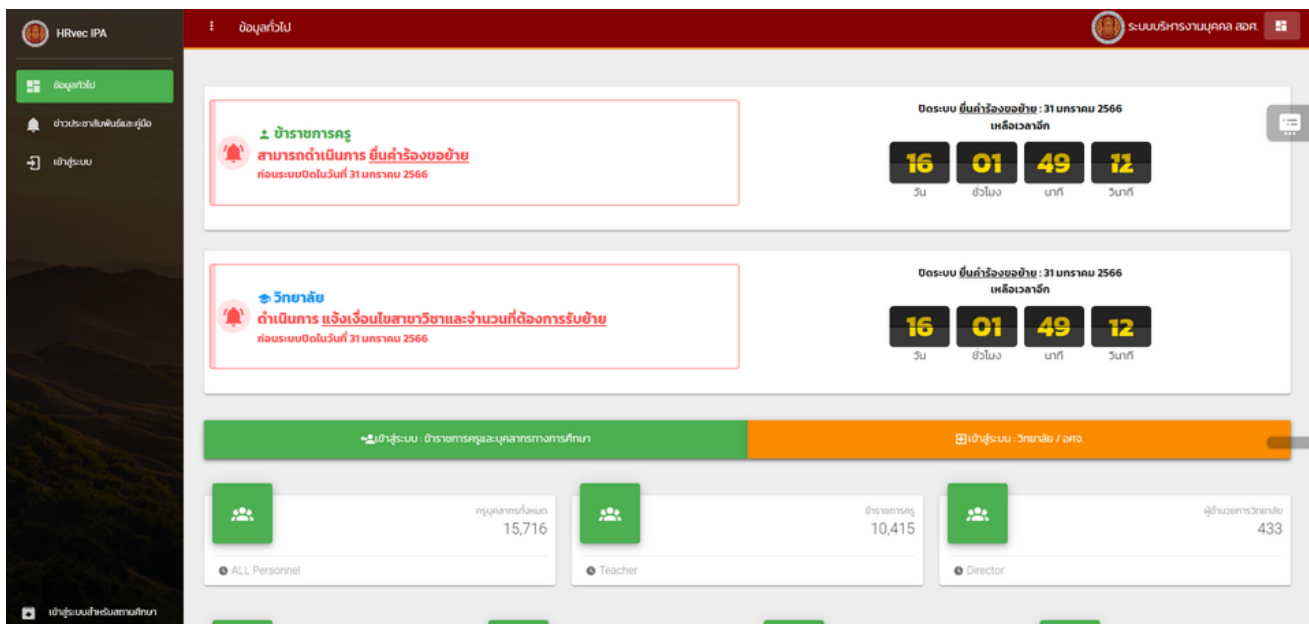 HRvec IPA
ข้อมูลทั่วไป
ข่าวประชาสัมพันธ์และคู่มือ
เข้าสู่ระบบ
เข้าสู่ระบบสำหรับสถานศึกษา
ข้อมูลทั่วไป
ระบบบริหารงานบุคคล สอศ.
ข้าราชการครู
สามารถดำเนินการ ยื่นคำร้องขอย้าย
ก่อนระบบปิดในวันที่ 31 มกราคม 2566
ปิดระบบ ยื่นคำร้องขอย้าย : 31 มกราคม 2566
เหลือเวลาอีก
16 01 49 11
วัน ชั่วโมง นาที วินาที
วิทยาลัย
ดำเนินการ แจ้งเงื่อนไขสาขาวิชาและจำนวนที่ต้องการรับย้าย
ก่อนระบบปิดในวันที่ 31 มกราคม 2566
ปิดระบบ ยื่นคำร้องขอย้าย : 31 มกราคม 2566
เหลือเวลาอีก
16 01 49 12
วัน ชั่วโมง นาที วินาที
เข้าสู่ระบบ : ข้าราชการครูและบุคลากรทางการศึกษา
เข้าสู่ระบบ : วิทยาลัย / อศจ.
ครูบุคลากรทั้งหมด
15,716
ALL Personnel
ข้าราชการครู
10,415
Teacher
ผู้อำนวยการวิทยาลัย
433
Director